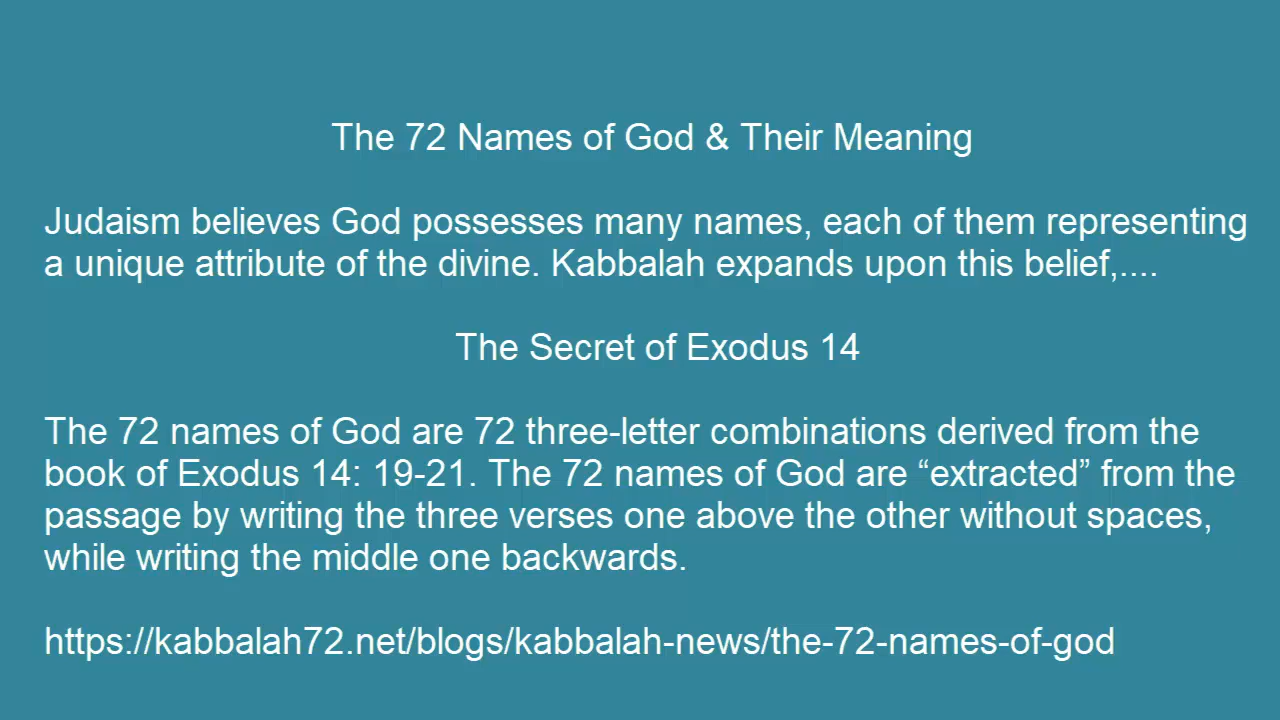 The 72 Names of God & Their Meaning
Judaism believes God possesses many names, each of them representing
a unique attribute of the divine. Kabbalah expands upon this belief,....
The Secret of Exodus 14
The 72 names of God are 72 three-letter combinations derived from the
book of Exodus 14: 19-21. The 72 names of God are “extracted” from the
passage by writing the three verses one above the other without spaces,
while writing the middle one backwards.
https://kabbalah72.net/blogs/kabbalah-news/the-72-names-of-god